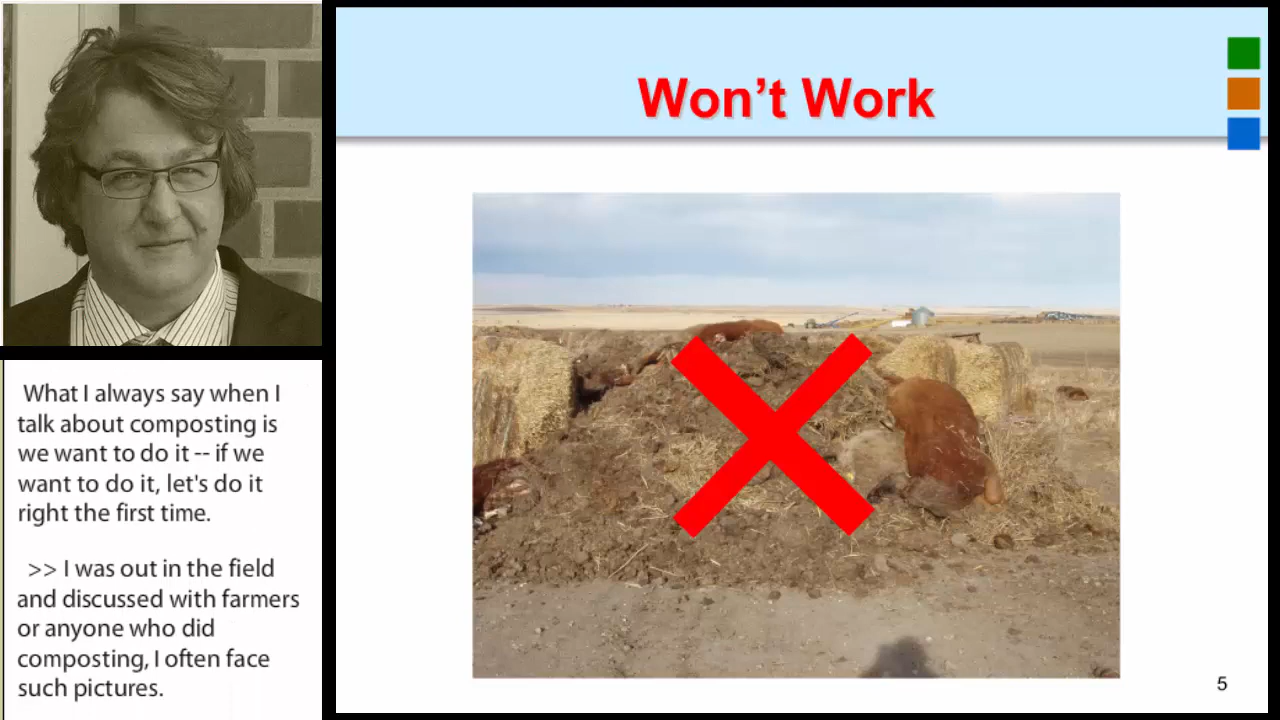 Won't Work
What I always say when I
talk about composting is
we want to do it -- if we
want to do it, let's do it
right the first time.
>> I was out in the field
and discussed with farmers
or anyone who did
composting, I often face
such pictures.
5